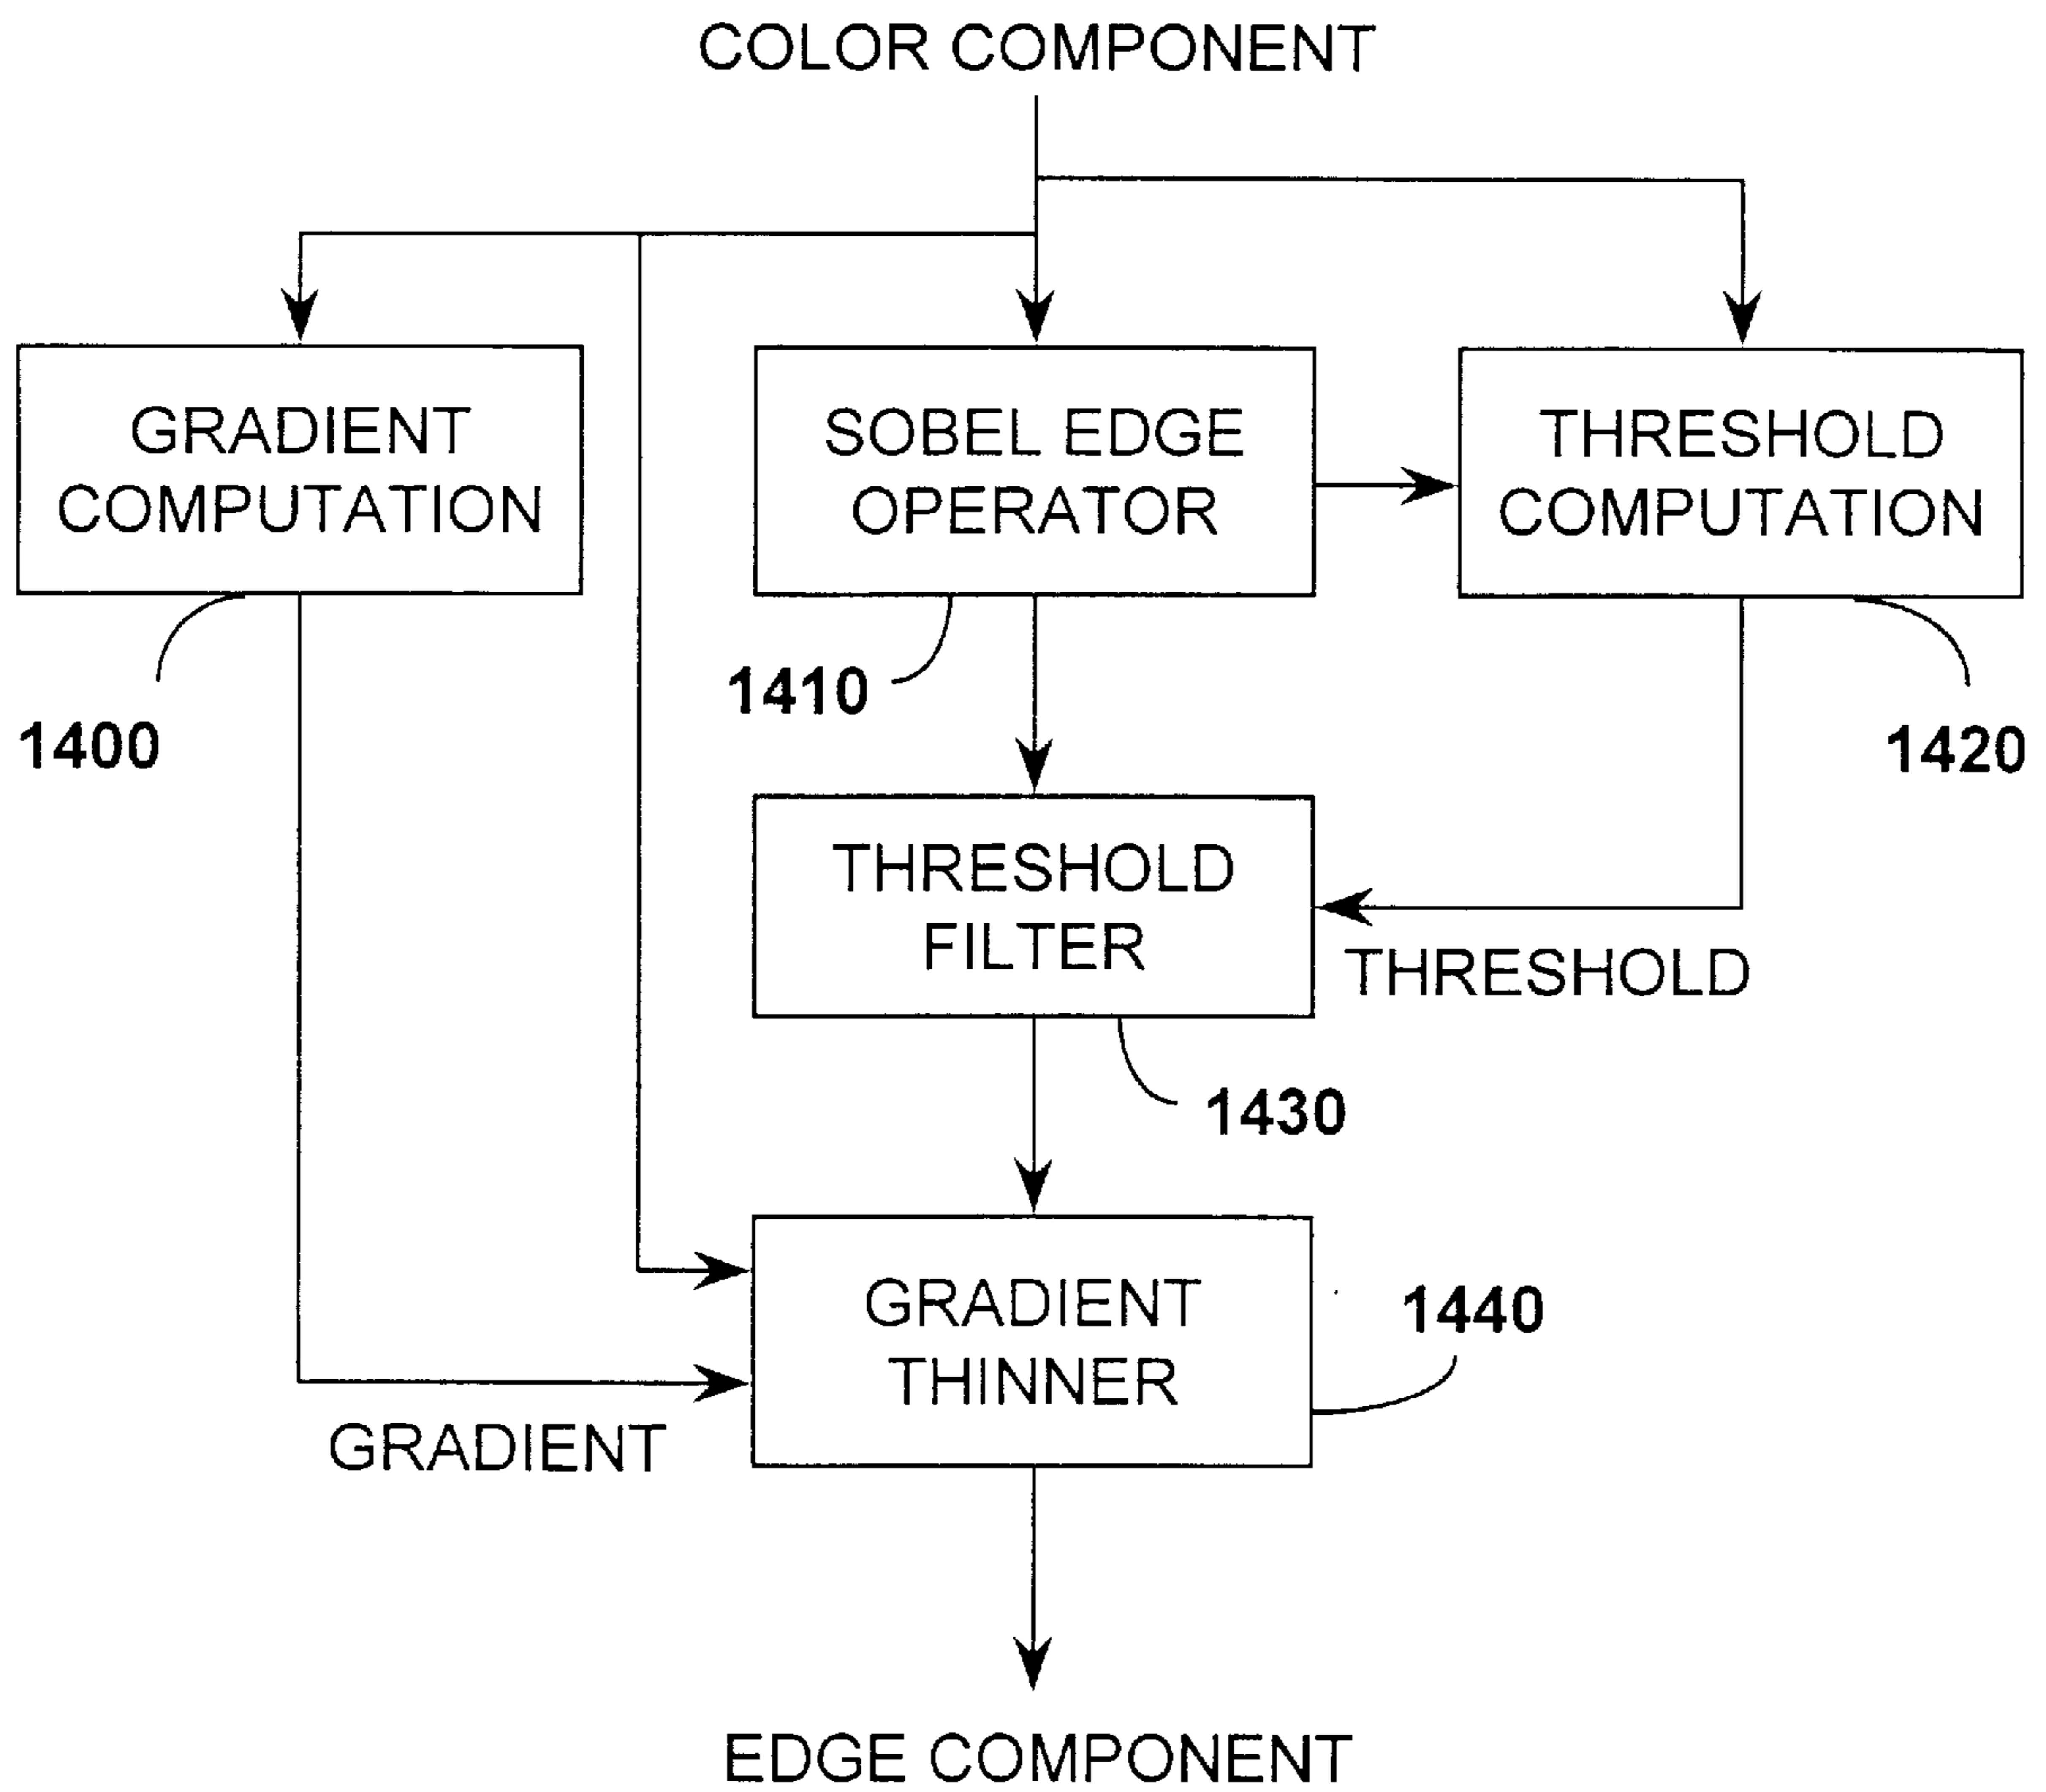 COLOR COMPONENT
GRADIENT
COMPUTATION
SOBEL EDGE
OPERATOR
THRESHOLD
COMPUTATION
1400
1410
1420
THRESHOLD
FILTER
THRESHOLD
1430
GRADIENT
THINNER
1440
GRADIENT
EDGE COMPONENT